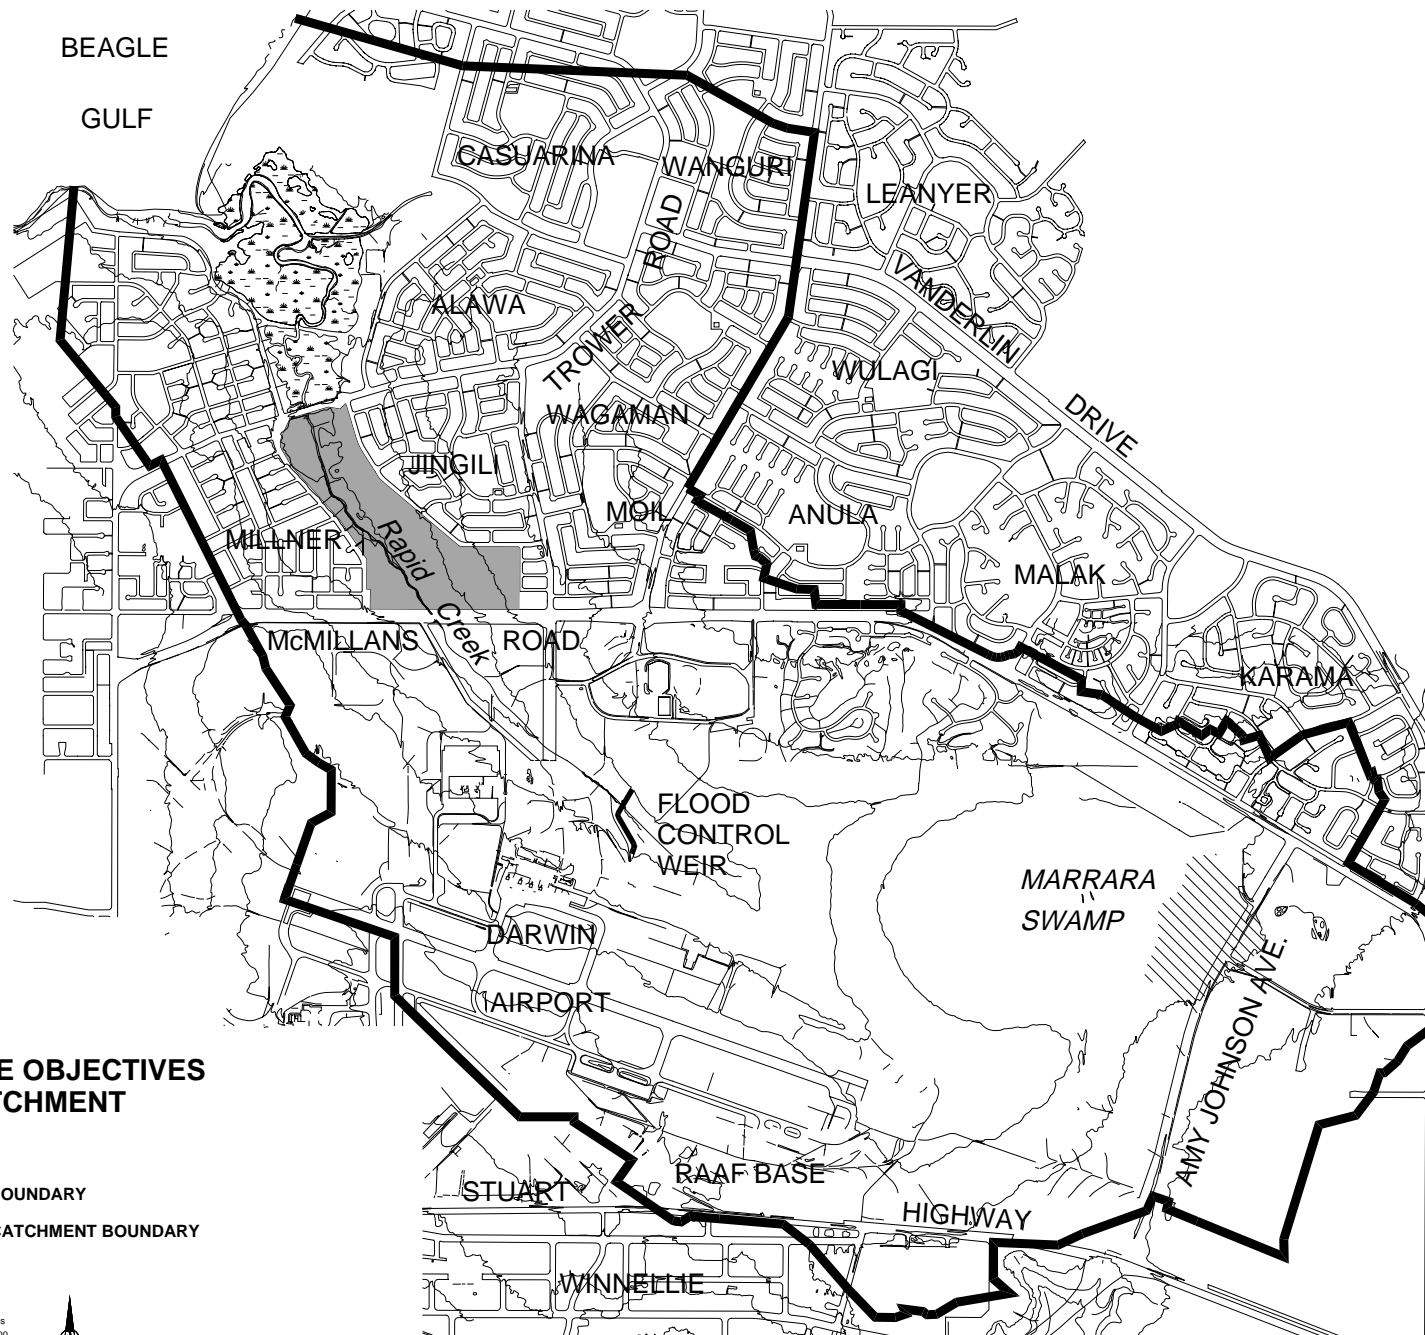 BEAGLE
GULF
CASUARINA
WANGURI
LEANYER
ROAD
VANDERLIN
ALAWA
TROWER
WULAGI
DRIVE
WAGAMAN
JINGILI
MOIL
ANULA
MILLNER
Rapid
MALAK
Creek
McMILLANS
ROAD
KARAMA
FLOOD
CONTROL
WEIR
MARRARA
SWAMP
DARWIN
AIRPORT
AMY JOHNSON AVE.
E OBJECTIVES
TCHMENT
RAAF BASE
STUART
OUNDARY
HIGHWAY
CATCHMENT BOUNDARY
WINNELLIE